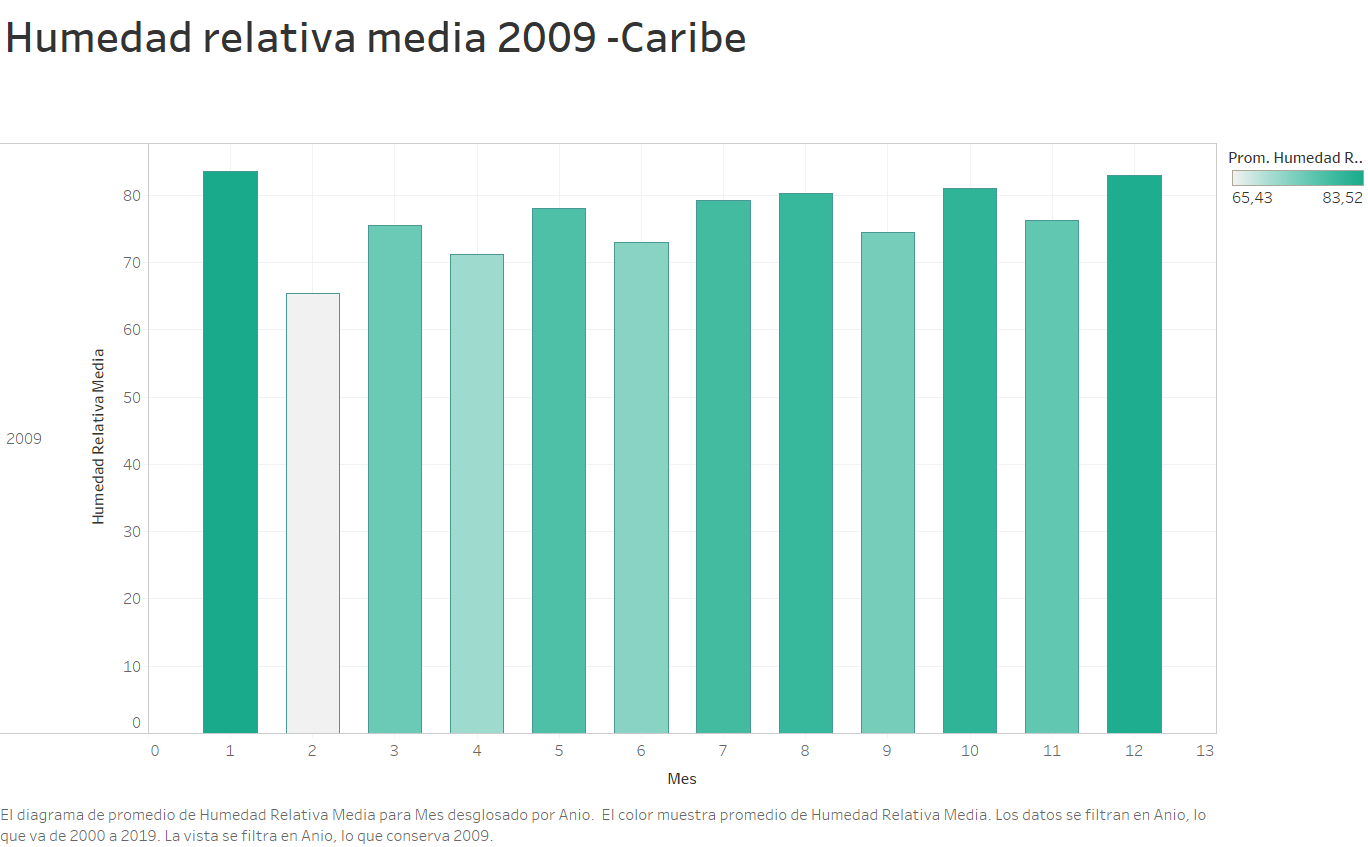 Humedad relativa media 2009 -Caribe
Prom. Humedad R..
65,43 83,52
80
70
60
50
40
30
20
10
0
Humedad Relativa Media
2009
0 1 2 3 4 5 6 7 8 9 10 11 12 13
Mes
El diagrama de promedio de Humedad Relativa Media para Mes desglosado por Anio.  El color muestra promedio de Humedad Relativa Media. Los datos se filtran en Anio, lo
que va de 2000 a 2019. La vista se filtra en Anio, lo que conserva 2009.